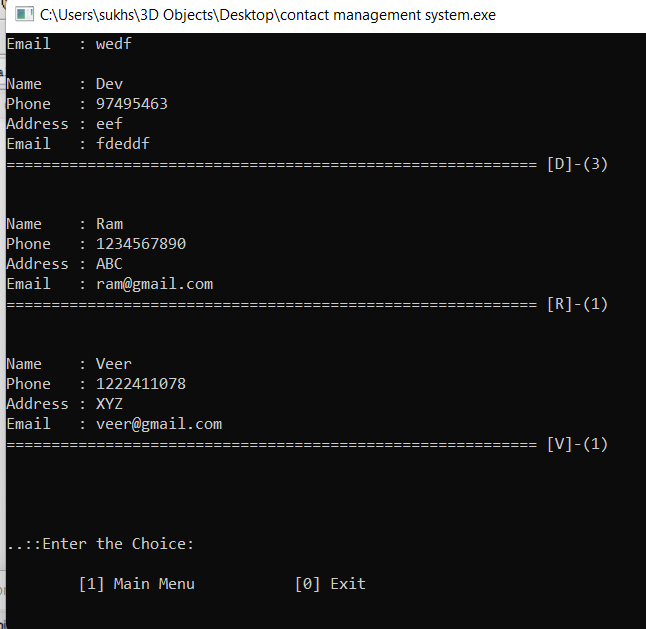 C:\Users\sukhs\3D Objects\Desktop\contact management system.exe
Email   : wedf
Name    : Dev
Phone   : 97495463
Address : eef
Email   : fdeddf
=========================================================== [D]-(3)
Name    : Ram
Phone   : 1234567890
Address : ABC
Email   : ram@gmail.com
=========================================================== [R]-(1)
Name    : Veer
Phone   : 1222411078
Address : XYZ
Email   : veer@gmail.com
=========================================================== [V]-(1)
..::Enter the Choice:
[1] Main Menu           [0] Exit